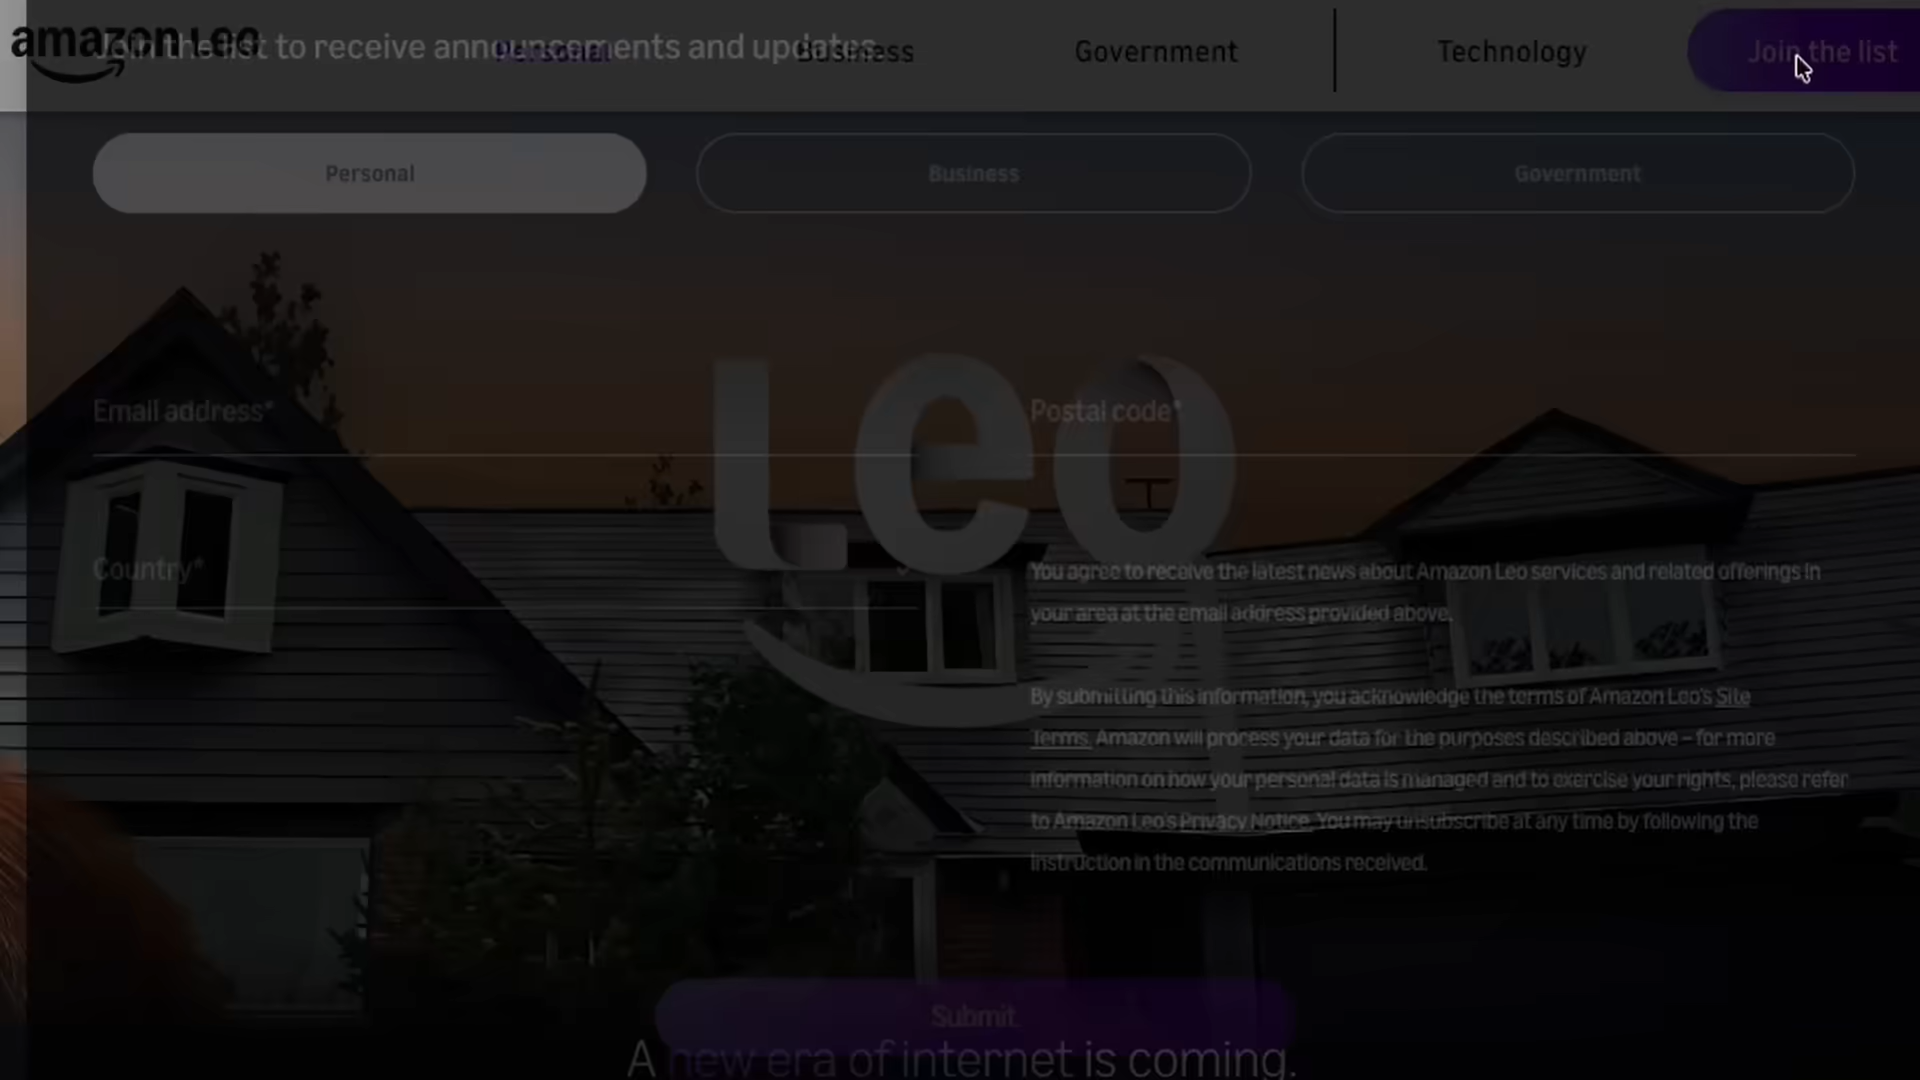 amazon Leo
Personal
Business
Government
Technology
Join the list
Join the list to receive announcements and updates.
Personal
Business
Government
Leo
Email address*
Postal code*
Country*
You agree to receive the latest news about Amazon Leo services and related offerings in
your area at the email address provided above.
By submitting this information, you acknowledge the terms of Amazon Leo's Site
Terms. Amazon will process your data for the purposes described above – for more
information on how your personal data is managed and to exercise your rights, please refer
to Amazon Leo's Privacy Notice. You may unsubscribe at any time by following the
instruction in the communications received.
Submit
A new era of internet is coming.